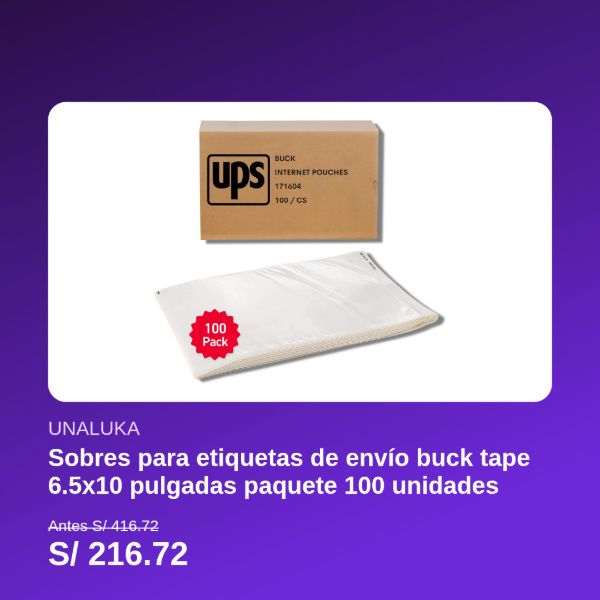 ups
BUCK
INTERNET POUCHES
171604
100 / CS
100
Pack
UNALUKA
Sobres para etiquetas de envío buck tape
6.5x10 pulgadas paquete 100 unidades
Antes S/ 416.72
S/ 216.72